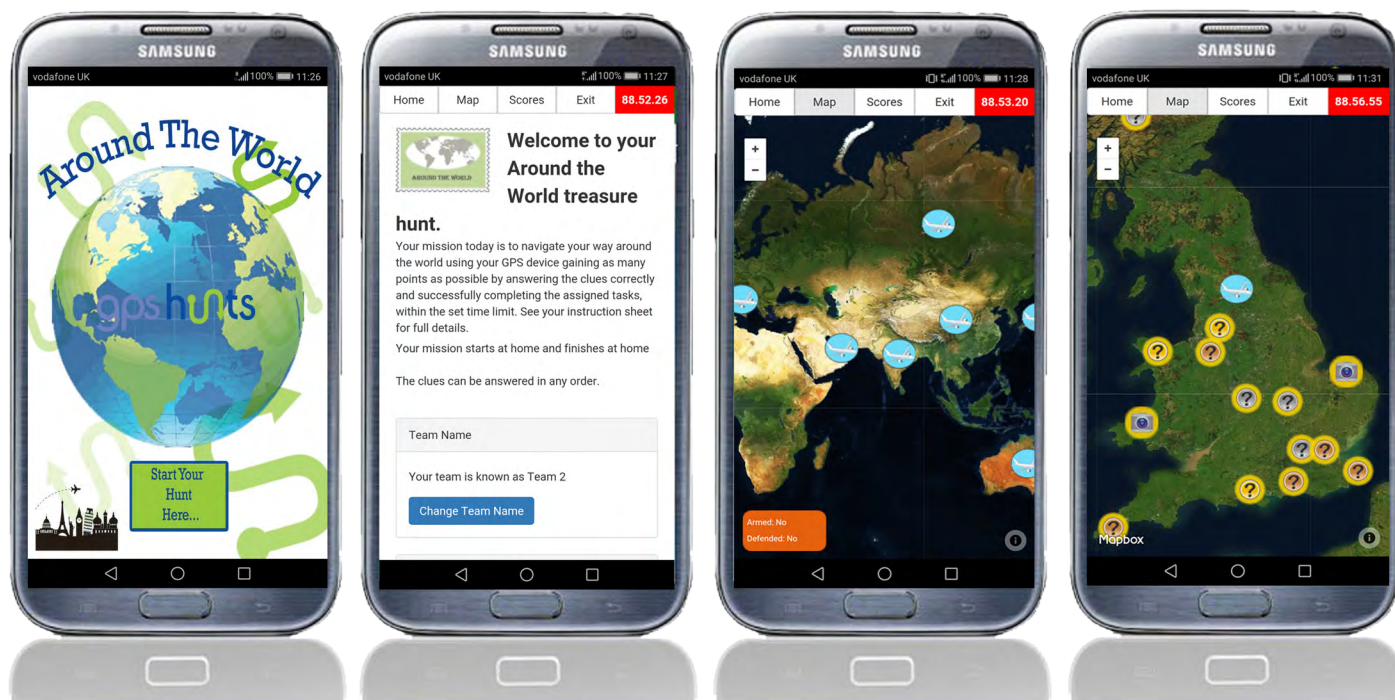 SAMSUNG
vodafone UK
100% 11:26
Around The World
gpshunts
Start Your
Hunt
Here...
SAMSUNG
vodafone UK
100% 11:27
Home Map Scores Exit 88.52.26
AROUND THE WORLD
Welcome to your
Around the
World treasure
hunt.
Your mission today is to navigate your way around
the world using your GPS device gaining as many
points as possible by answering the clues correctly
and successfully completing the assigned tasks,
within the set time limit. See your instruction sheet
for full details.
Your mission starts at home and finishes at home
The clues can be answered in any order.
Team Name
Your team is known as Team 2
Change Team Name
SAMSUNG
vodafone UK
100% 11:28
Home Map Scores Exit 88.53.20
+
-
Armed: No
Defended: No
i
SAMSUNG
vodafone UK
100% 11:31
Home Map Scores Exit 88.56.55
+
-
?
?
?
?
?
?
?
?
?
?
?
?
Mapbox
i